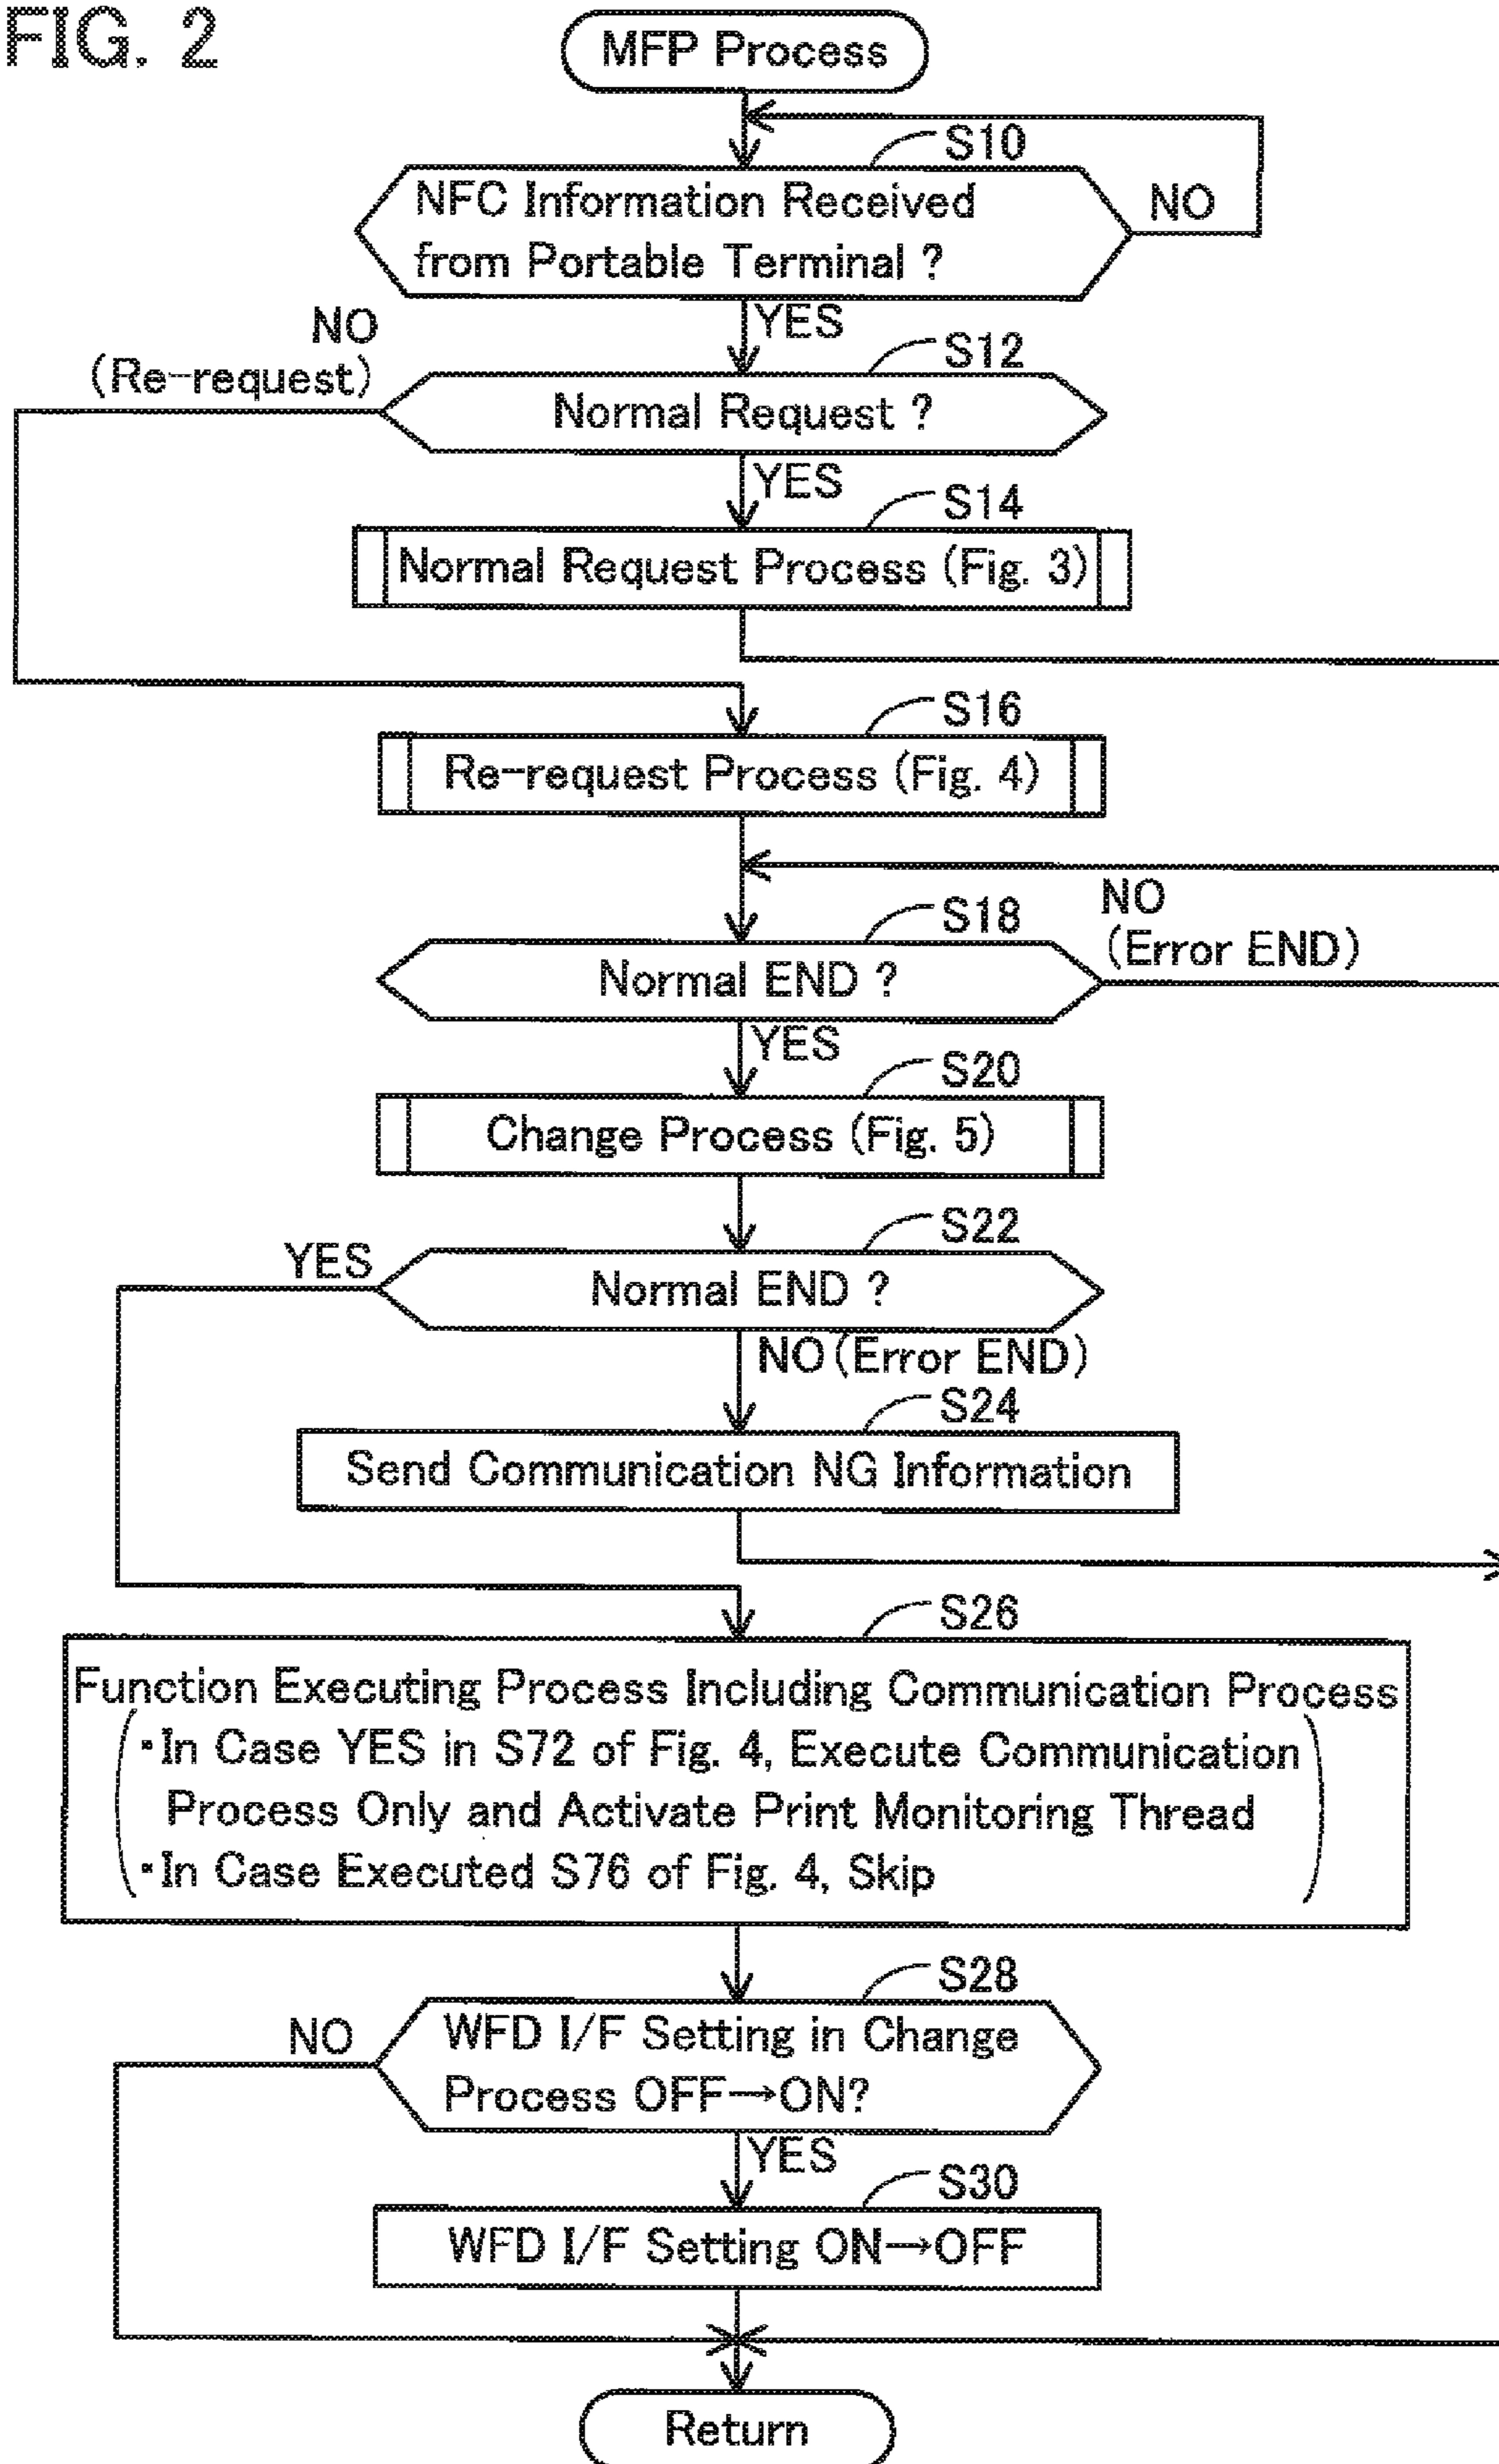 FIG. 2
MFP Process
S10
NFC Information Received
from Portable Terminal ?
NO
YES
NO
(Re-request)
S12
Normal Request ?
YES
S14
Normal Request Process (Fig. 3)
S16
Re-request Process (Fig. 4)
S18
NO
(Error END)
Normal END ?
YES
S20
Change Process (Fig. 5)
S22
YES
Normal END ?
NO (Error END)
S24
Send Communication NG Information
S26
Function Executing Process Including Communication Process
･In Case YES in S72 of Fig. 4, Execute Communication
Process Only and Activate Print Monitoring Thread
･In Case Executed S76 of Fig. 4, Skip
S28
NO
WFD I/F Setting in Change
Process OFF→ON?
YES
S30
WFD I/F Setting ON→OFF
Return